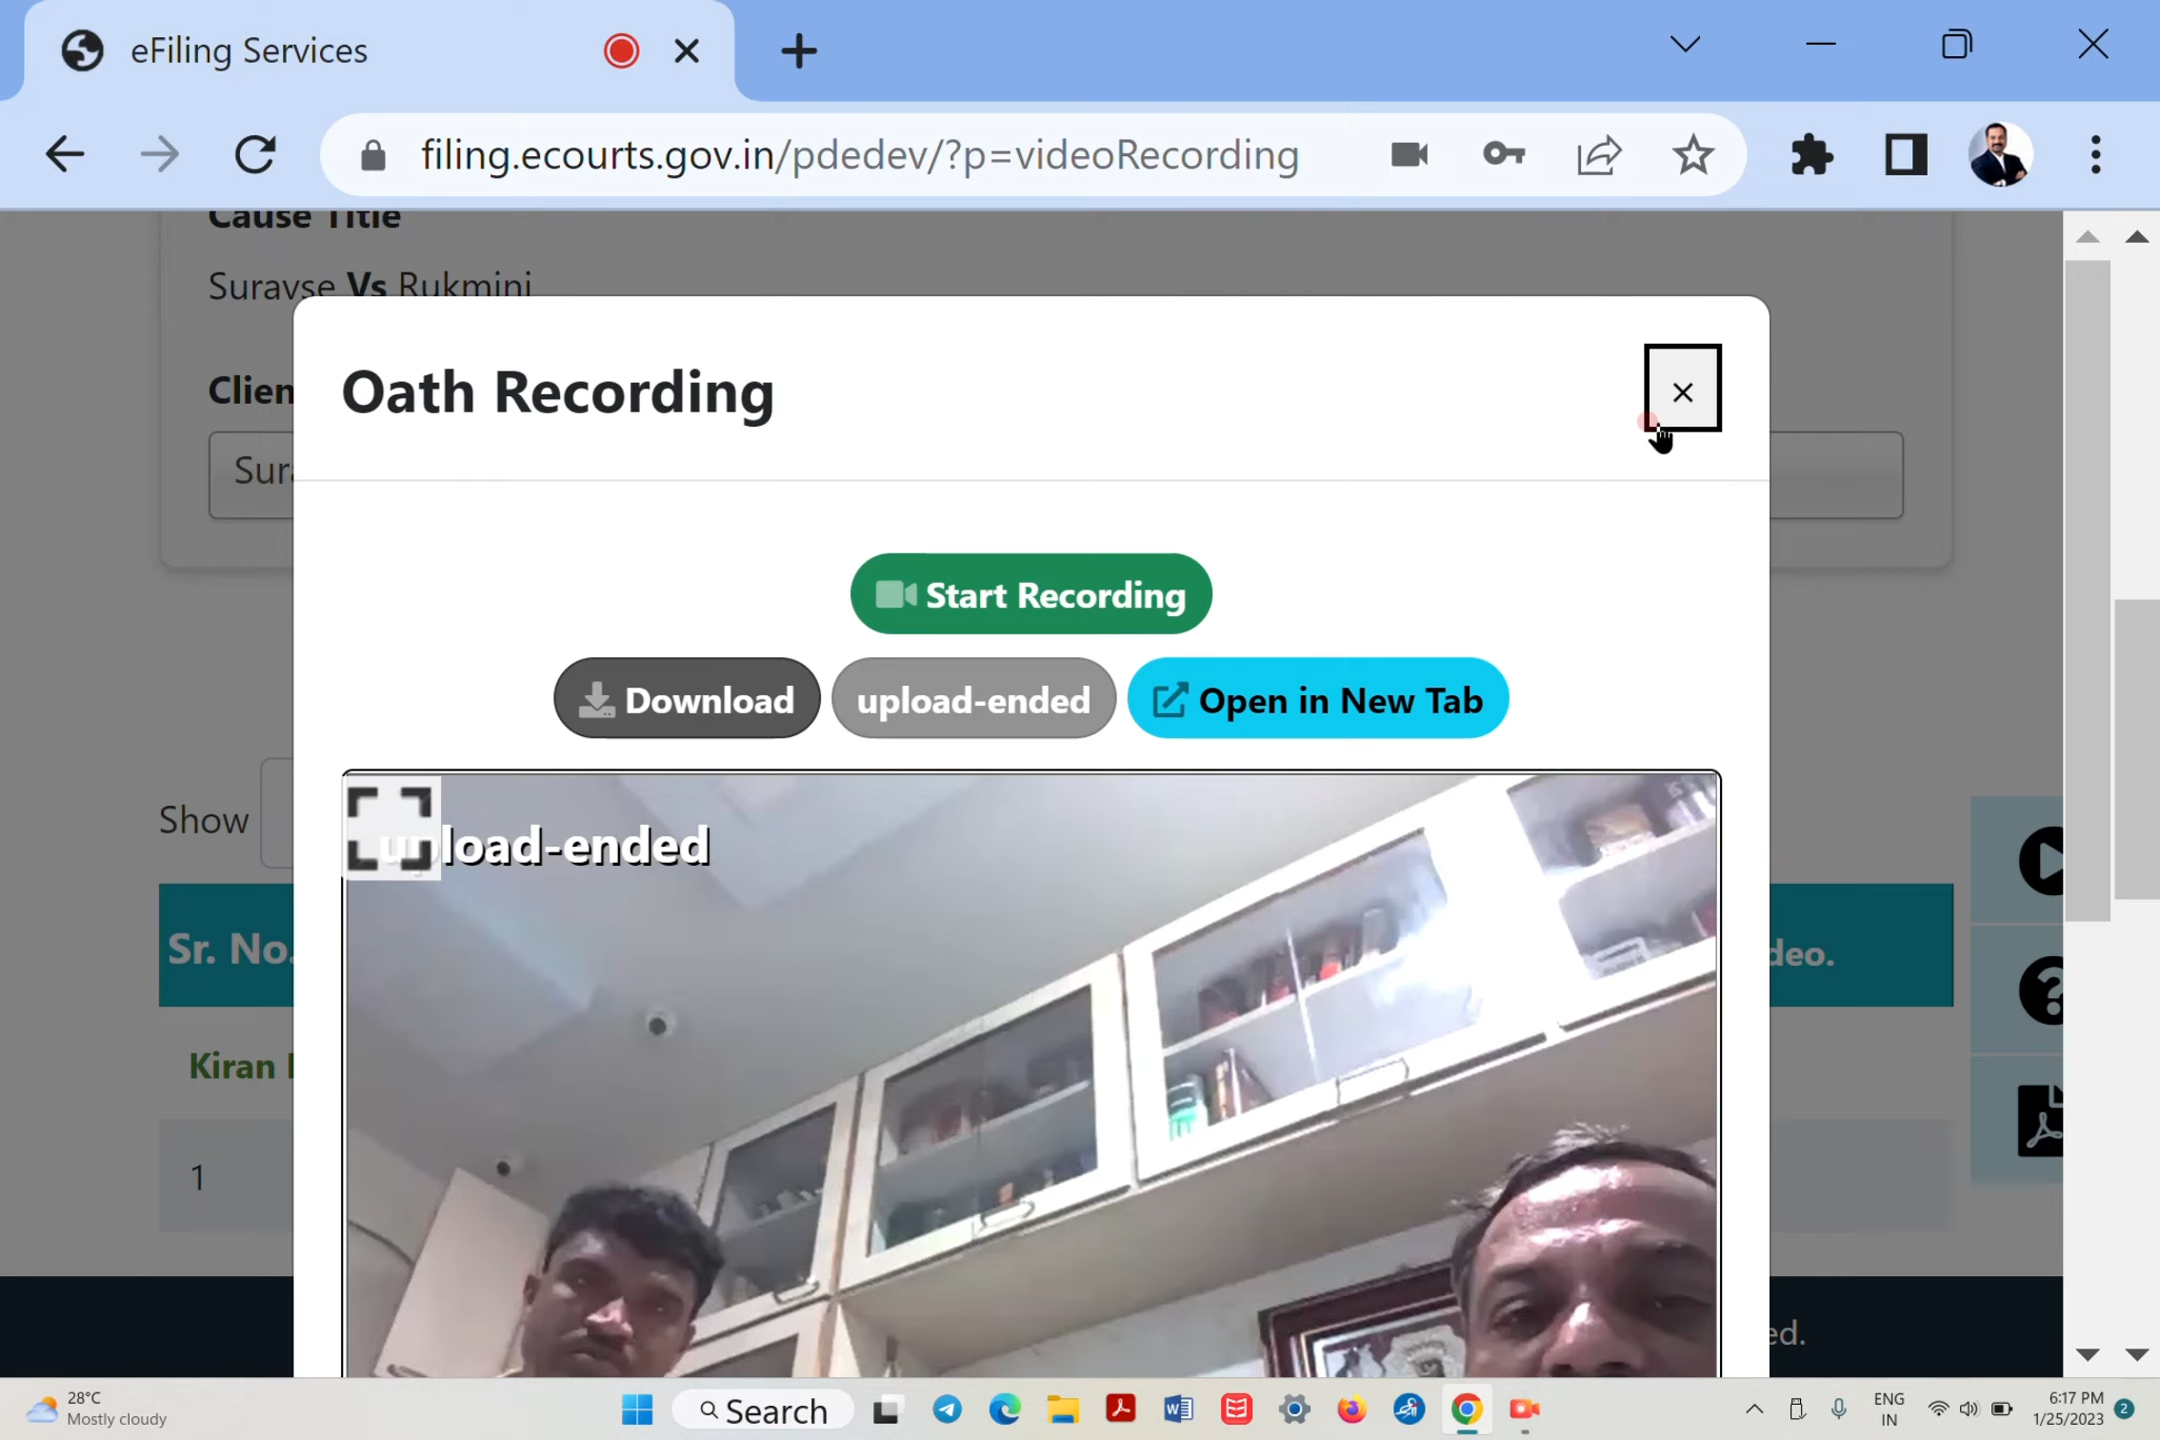 eFiling Services
filing.ecourts.gov.in/pdedev/?p=videoRecording
Cause Title
Suravse Vs Rukmini
Clien
Oath Recording
×
Sur
Start Recording
Download
upload-ended
Open in New Tab
Show
upload-ended
Sr. No.
deo.
Kiran
1
ed.
28°C
Mostly cloudy
Search
ENG
IN
6:17 PM
1/25/2023
2